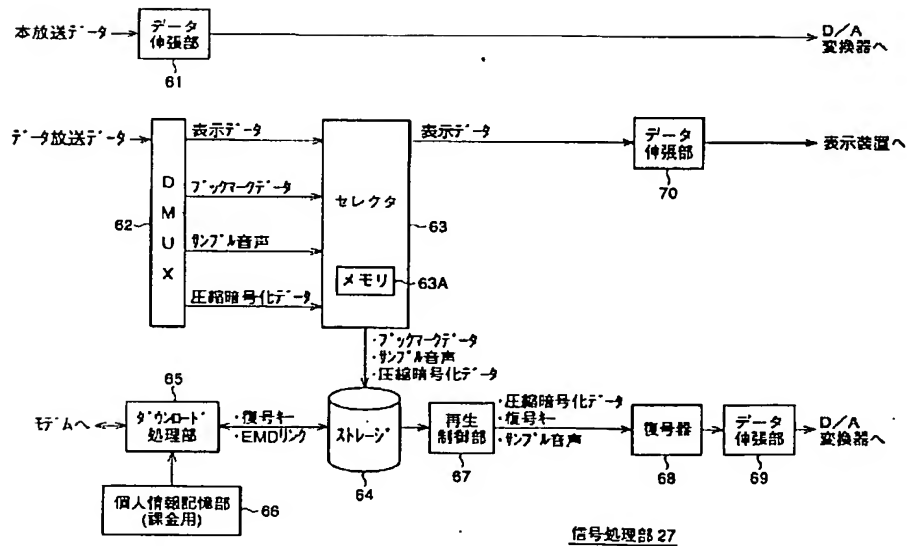 本放送データ
データ
伸張部
61
D/A
変換器へ
データ放送データ
D
M
U
X
62
表示データ
ブックマークデータ
サンプル音声
圧縮暗号化データ
セレクタ
63
メモリ
63A
表示データ
データ
伸張部
70
表示装置へ
・ブックマークデータ
・サンプル音声
・圧縮暗号化データ
モデムへ
65
ダウンロード
処理部
・復号キー
・EMDリンク
ストレージ
64
再生
制御部
67
・圧縮暗号化データ
・復号キー
・サンプル音声
復号器
68
データ
伸張部
69
D/A
変換器へ
個人情報記憶部
(課金用)
66
信号処理部 27